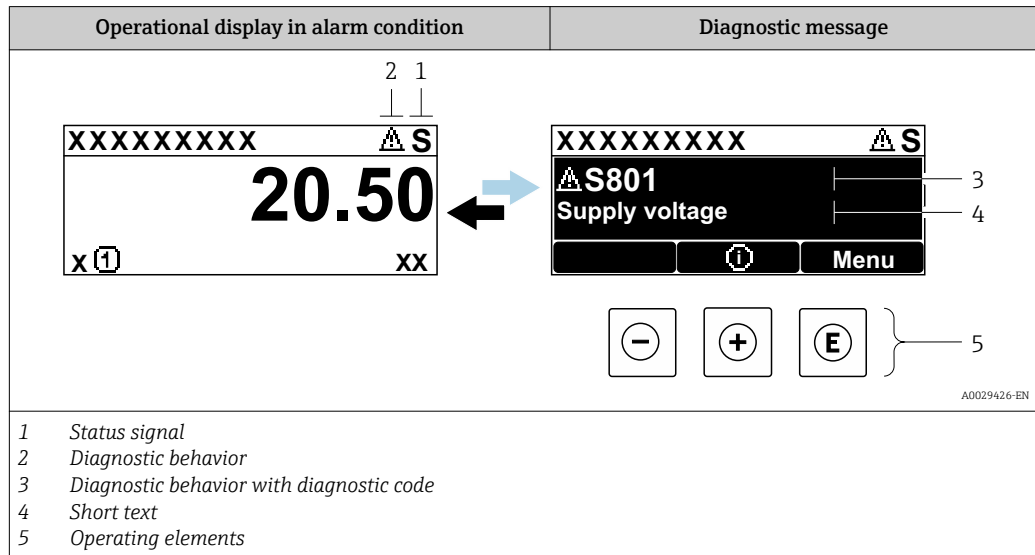 Operational display in alarm condition Diagnostic message
2 1
XXXXXXXXX ⚠ S
20.50
x ① xx
XXXXXXXXX ⚠ S
⚠S801
Supply voltage
ⓘ Menu
3
4
− + E
5
A0029426-EN
1 Status signal
2 Diagnostic behavior
3 Diagnostic behavior with diagnostic code
4 Short text
5 Operating elements